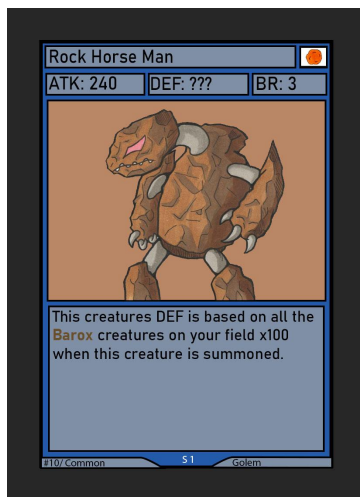 Rock Horse Man
ATK: 240 DEF: ??? BR: 3
This creatures DEF is based on all the
Barox creatures on your field x100
when this creature is summoned.
#10/ Common S 1 Golem